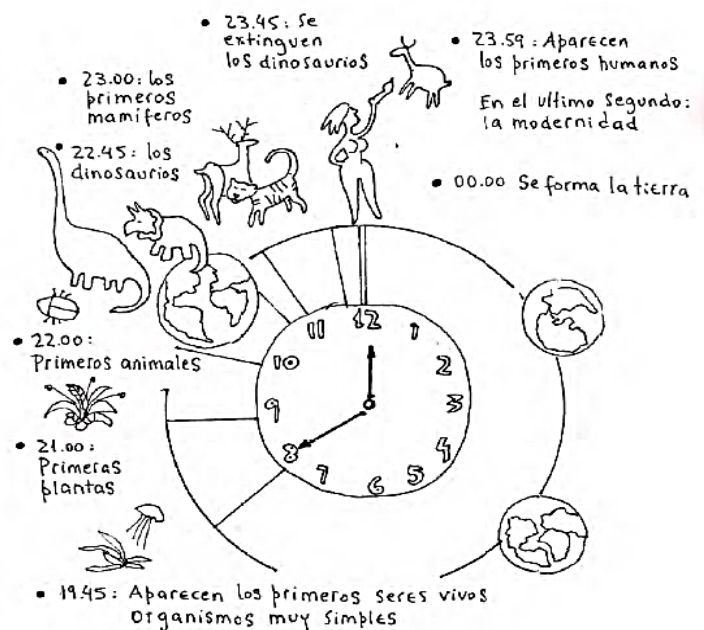 • 23.45: Se
extinguen
los dinosaurios
• 23.59: Aparecen
los primeros humanos
En el ultimo segundo:
la modernidad
• 23.00: los
primeros
mamíferos
• 22.45: los
dinosaurios
• 00.00 Se forma la tierra
12
1
2
3
4
5
6
7
8
9
10
11
• 22.00:
Primeros animales
• 21.00:
Primeras
plantas
• 19.45: Aparecen los primeros seres vivos
Organismos muy simples